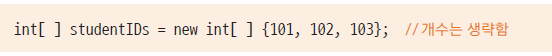 int[ ] studentIDs = new int[ ] {101, 102, 103};  //개수는 생략함